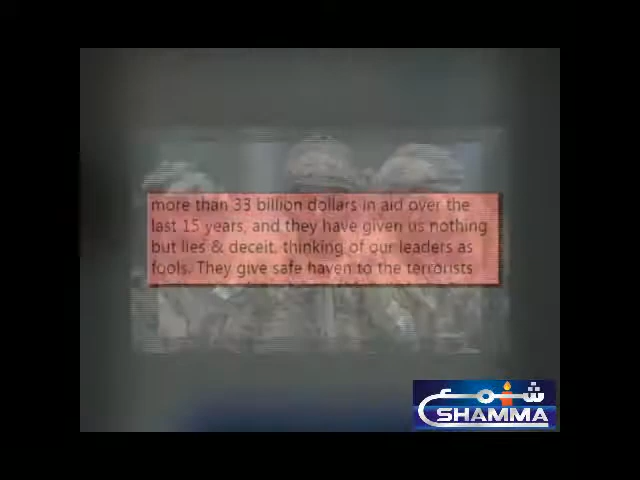 more than 33 billion dollars in aid over the
last 15 years, and they have given us nothing
but lies & deceit, thinking of our leaders as
fools. They give safe haven to the terrorists
شمع
SHAMMA